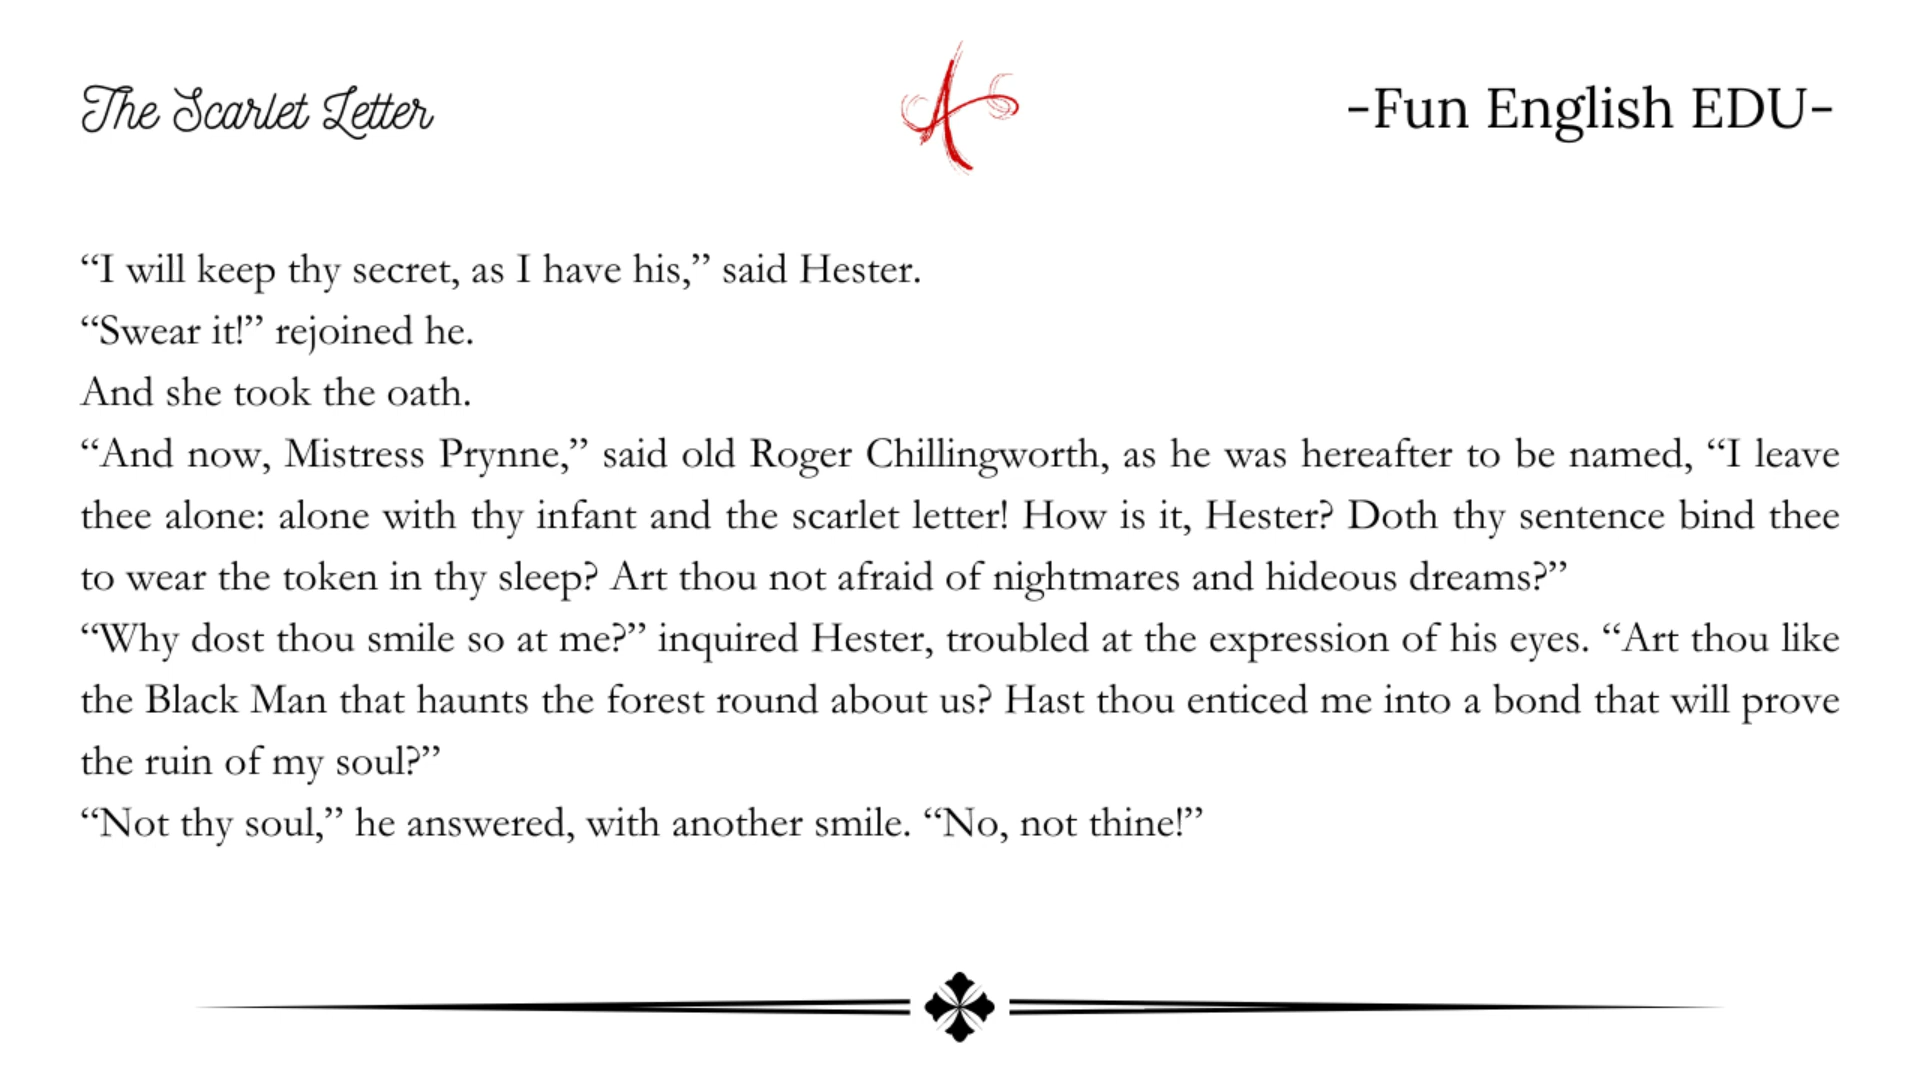 The Scarlet Letter
A
-Fun English EDU-
“I will keep thy secret, as I have his,” said Hester.
“Swear it!” rejoined he.
And she took the oath.
“And now, Mistress Prynne,” said old Roger Chillingworth, as he was hereafter to be named, “I leave
thee alone: alone with thy infant and the scarlet letter! How is it, Hester? Doth thy sentence bind thee
to wear the token in thy sleep? Art thou not afraid of nightmares and hideous dreams?”
“Why dost thou smile so at me?” inquired Hester, troubled at the expression of his eyes. “Art thou like
the Black Man that haunts the forest round about us? Hast thou enticed me into a bond that will prove
the ruin of my soul?”
“Not thy soul,” he answered, with another smile. “No, not thine!”